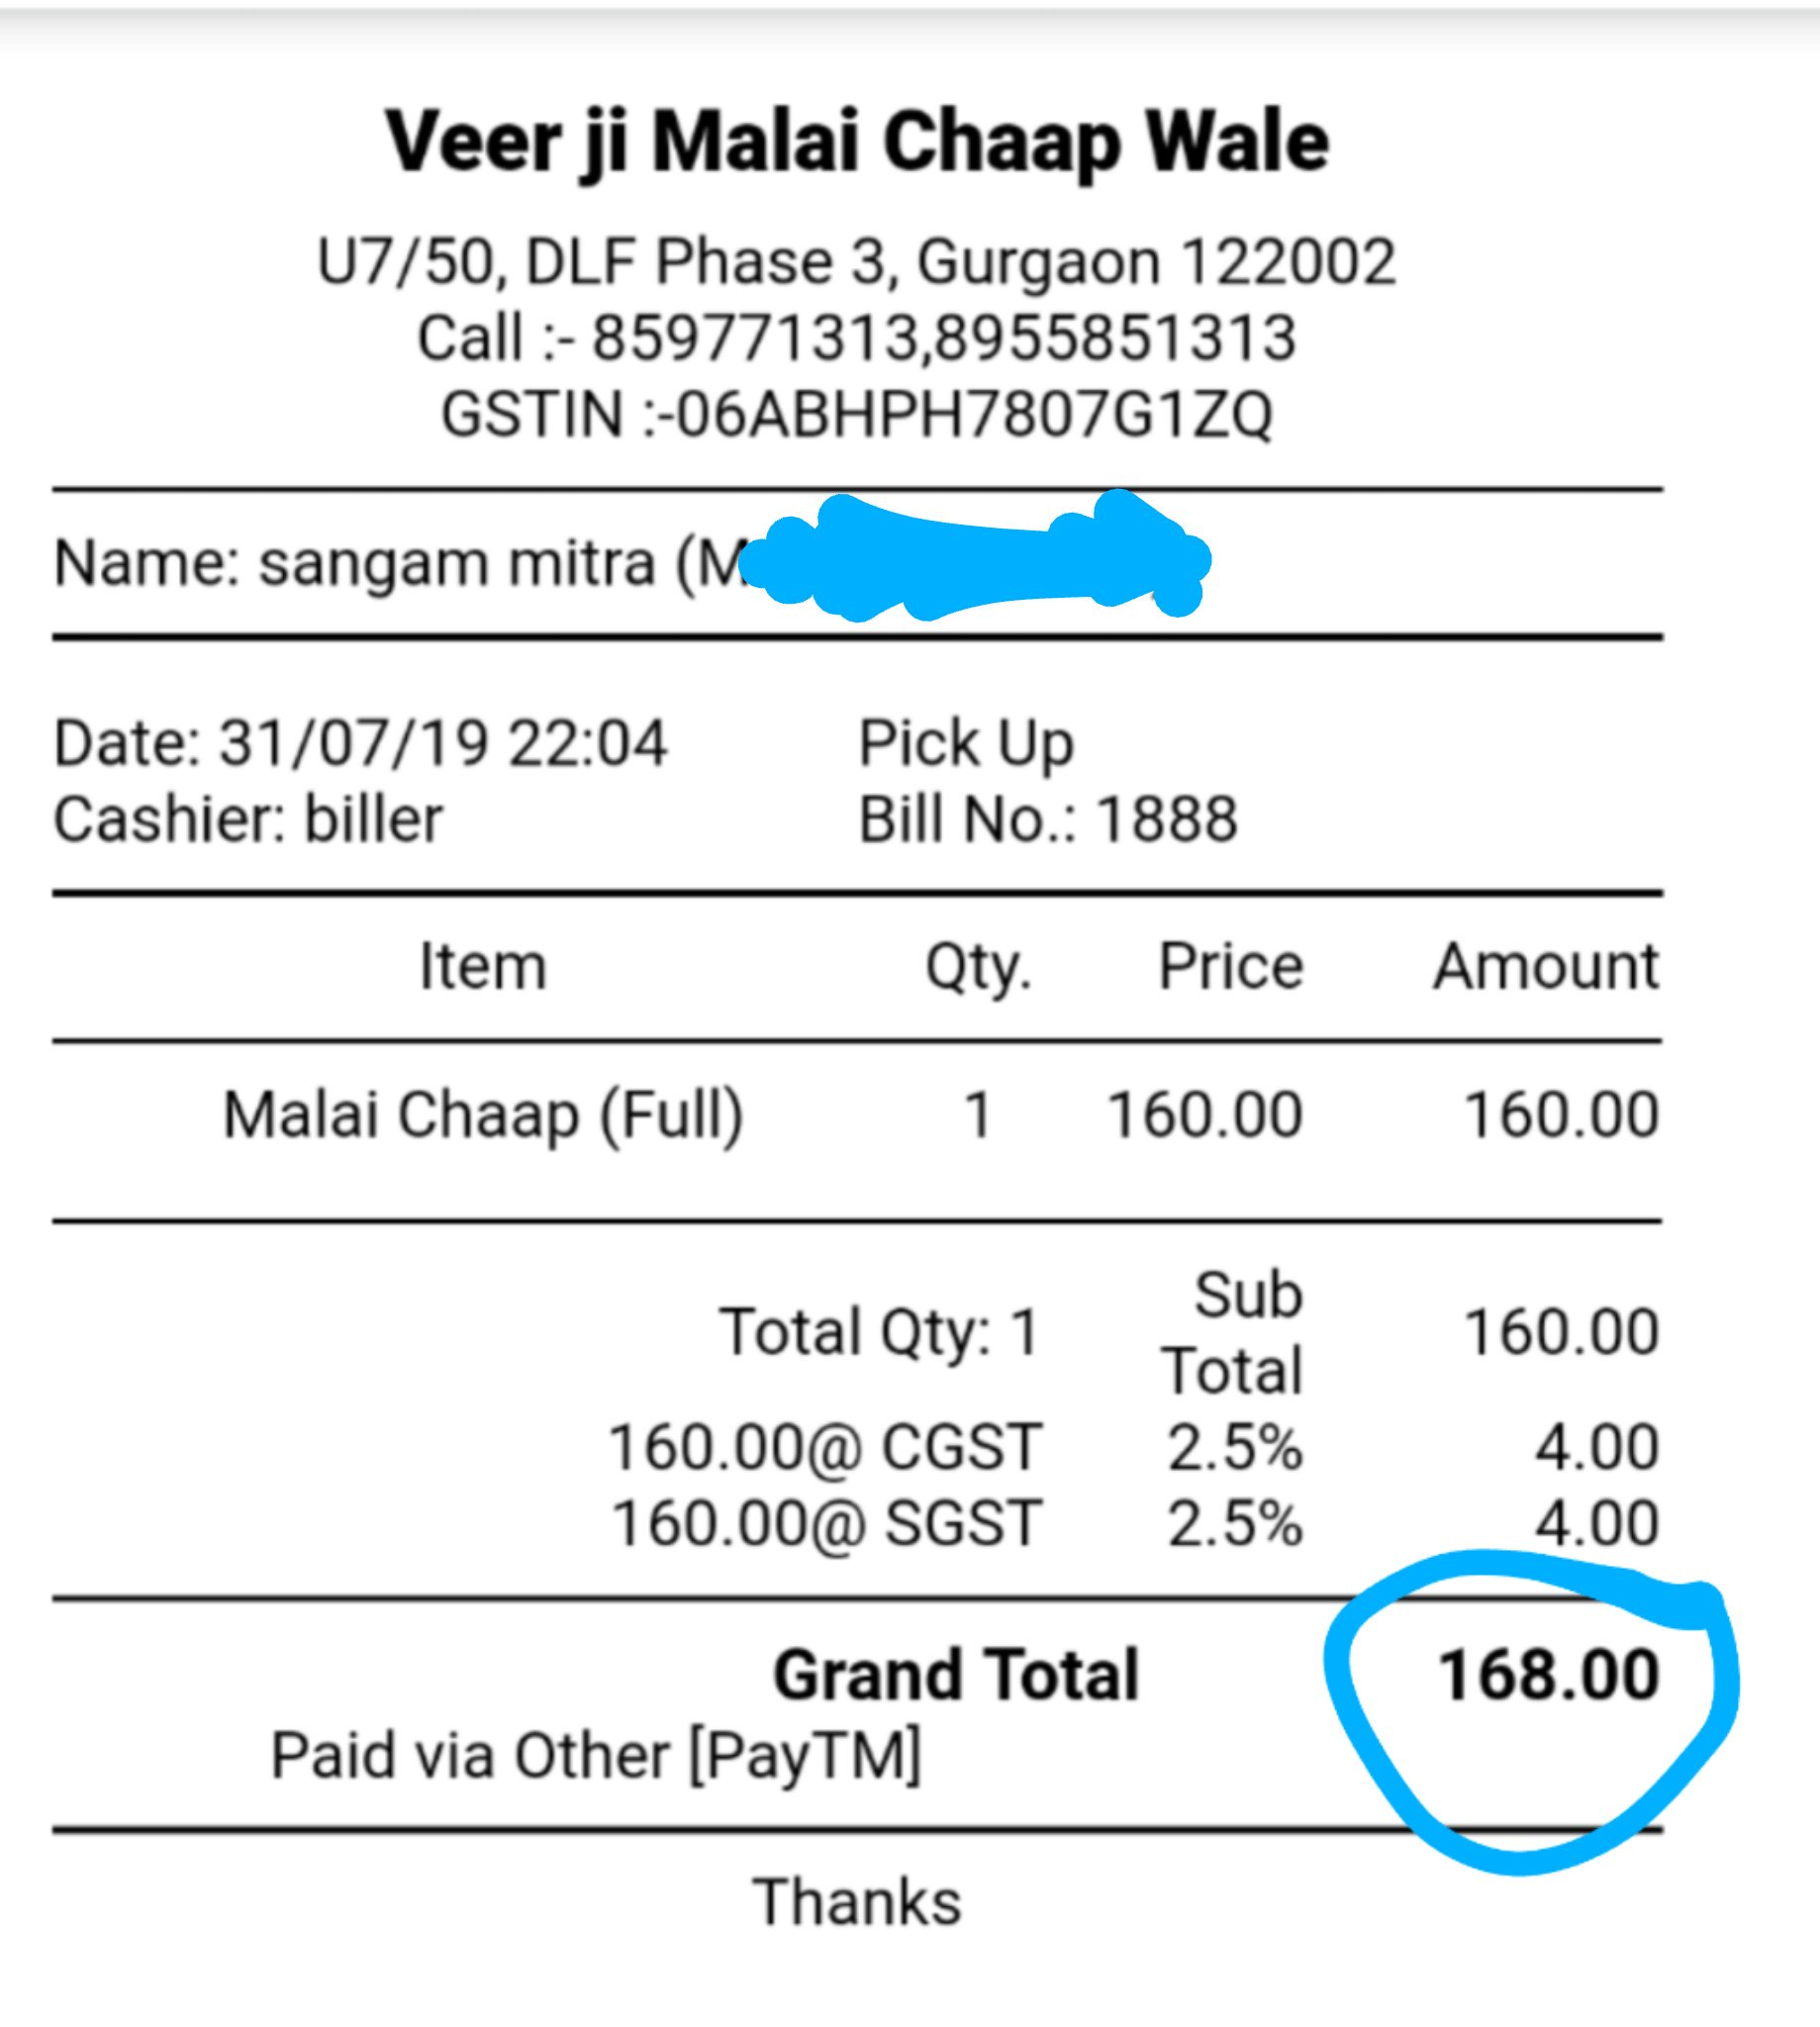 Veer ji Malai Chaap Wale
U7/50, DLF Phase 3, Gurgaon 122002
Call :- 859771313,8955851313
GSTIN :-06ABHPH7807G1ZQ
Name: sangam mitra (M
Date: 31/07/19 22:04 Pick Up
Cashier: biller Bill No.: 1888
Item Qty. Price Amount
Malai Chaap (Full) 1 160.00 160.00
Total Qty: 1 Sub Total 160.00
160.00@ CGST 2.5% 4.00
160.00@ SGST 2.5% 4.00
Grand Total 168.00
Paid via Other [PayTM]
Thanks